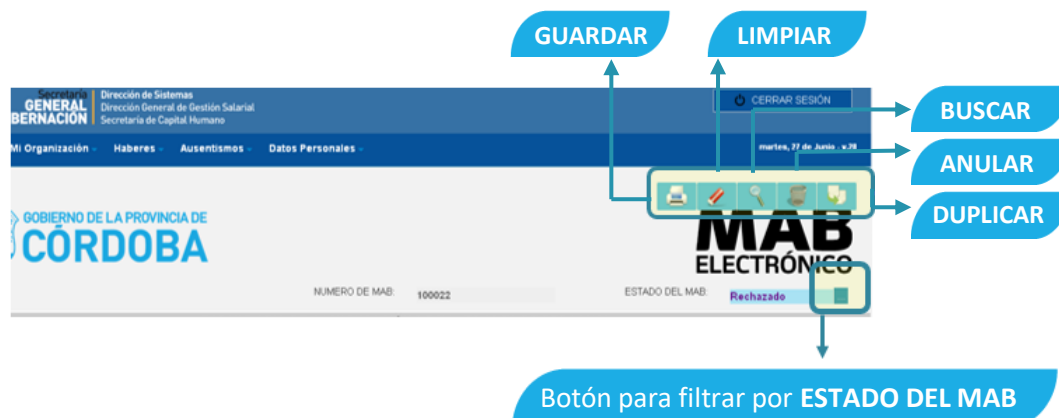 GUARDAR
LIMPIAR
Secretaría
GENERAL
BERNACIÓN
Dirección de Sistemas
Dirección General de Gestión Salarial
Secretaría de Capital Humano
CERRAR SESIÓN
BUSCAR
Mi Organización
Haberes
Ausentismos
Datos Personales
martes, 27 de Junio - v.20
ANULAR
DUPLICAR
GOBIERNO DE LA PROVINCIA DE
CÓRDOBA
MAB
ELECTRÓNICO
NUMERO DE MAB:
100022
ESTADO DEL MAB:
Rechazado
Botón para filtrar por ESTADO DEL MAB